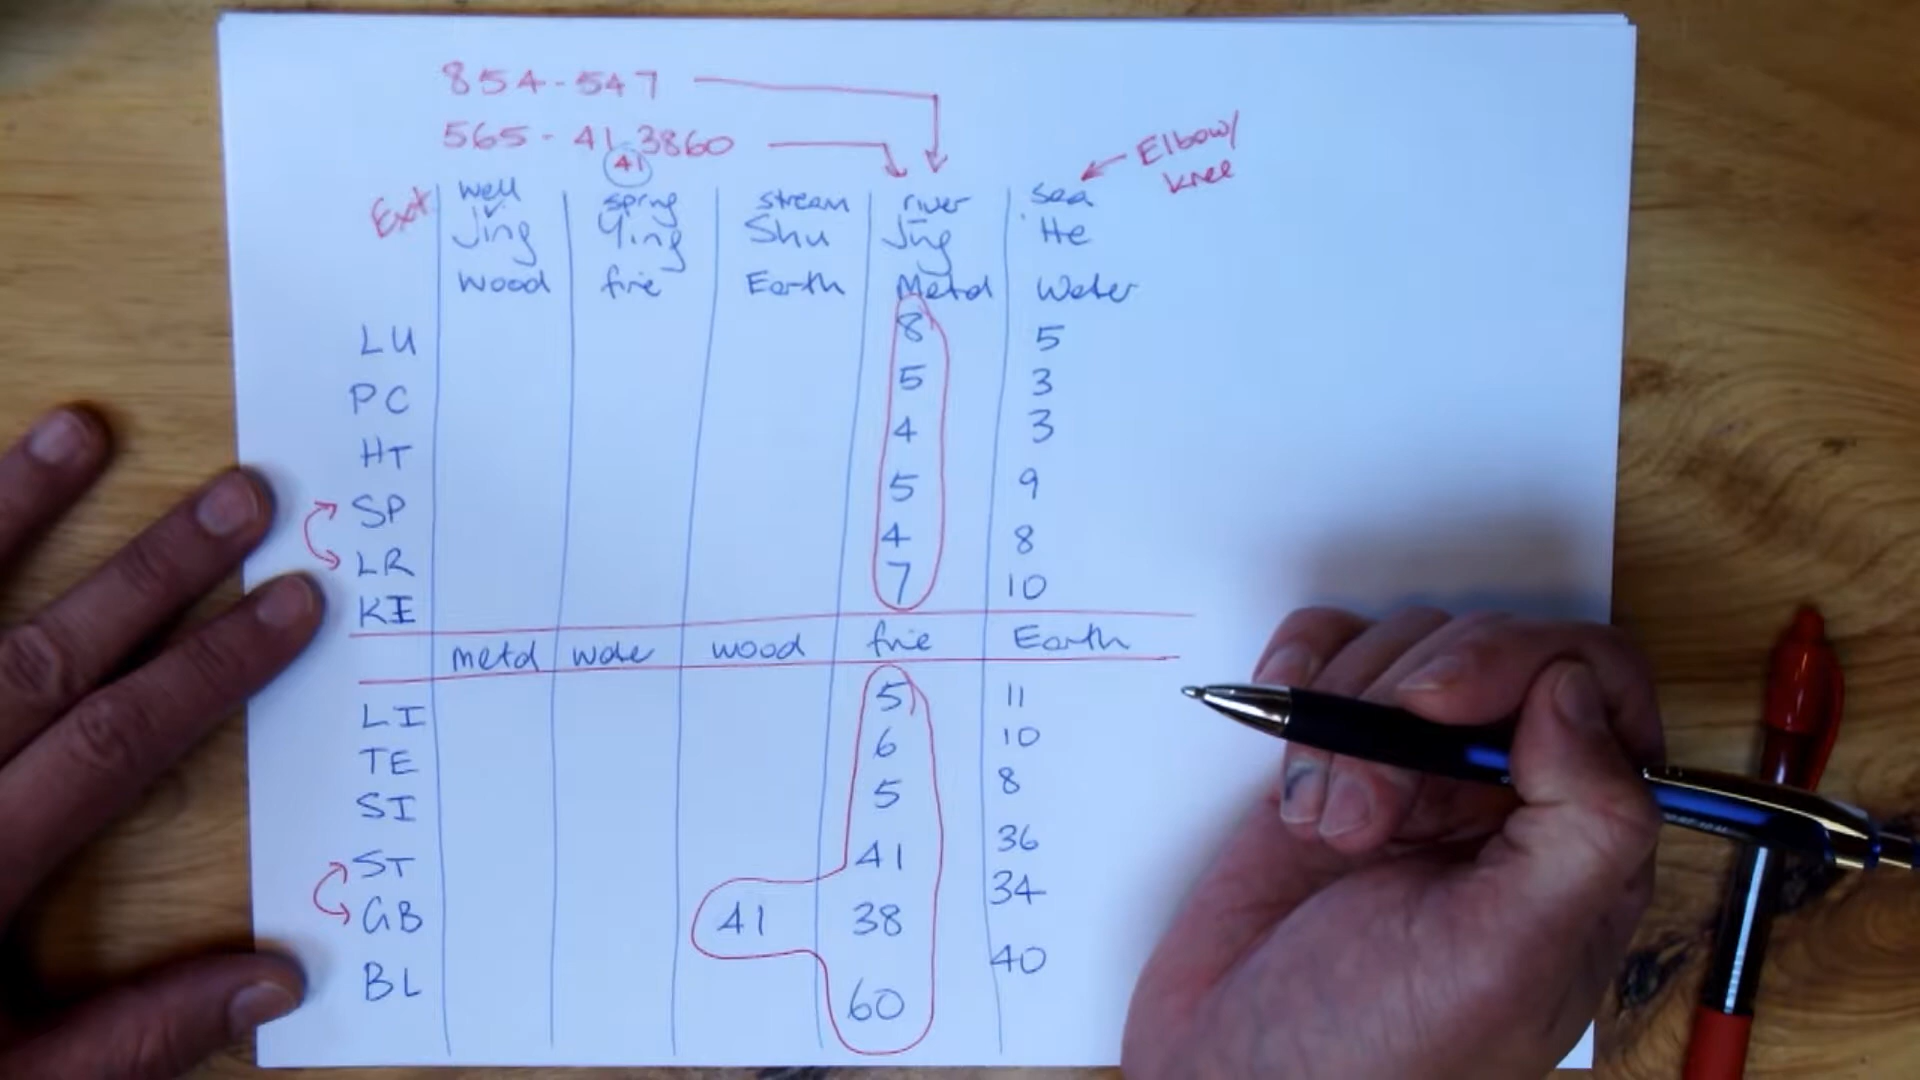 854-547
565-41 3860
41
Elbow/
knee
Ext
well spring stream river sea
Jing Ying Shu Jing He
Wood fire Earth Metal Water
LU 8 5
PC 5 3
HT 4 3
SP 5 9
LR 4 8
KI 7 10
metal water wood fire Earth
LI 5 11
TE 6 10
SI 5 8
ST 41 36
GB 41 38 34
BL 60 40